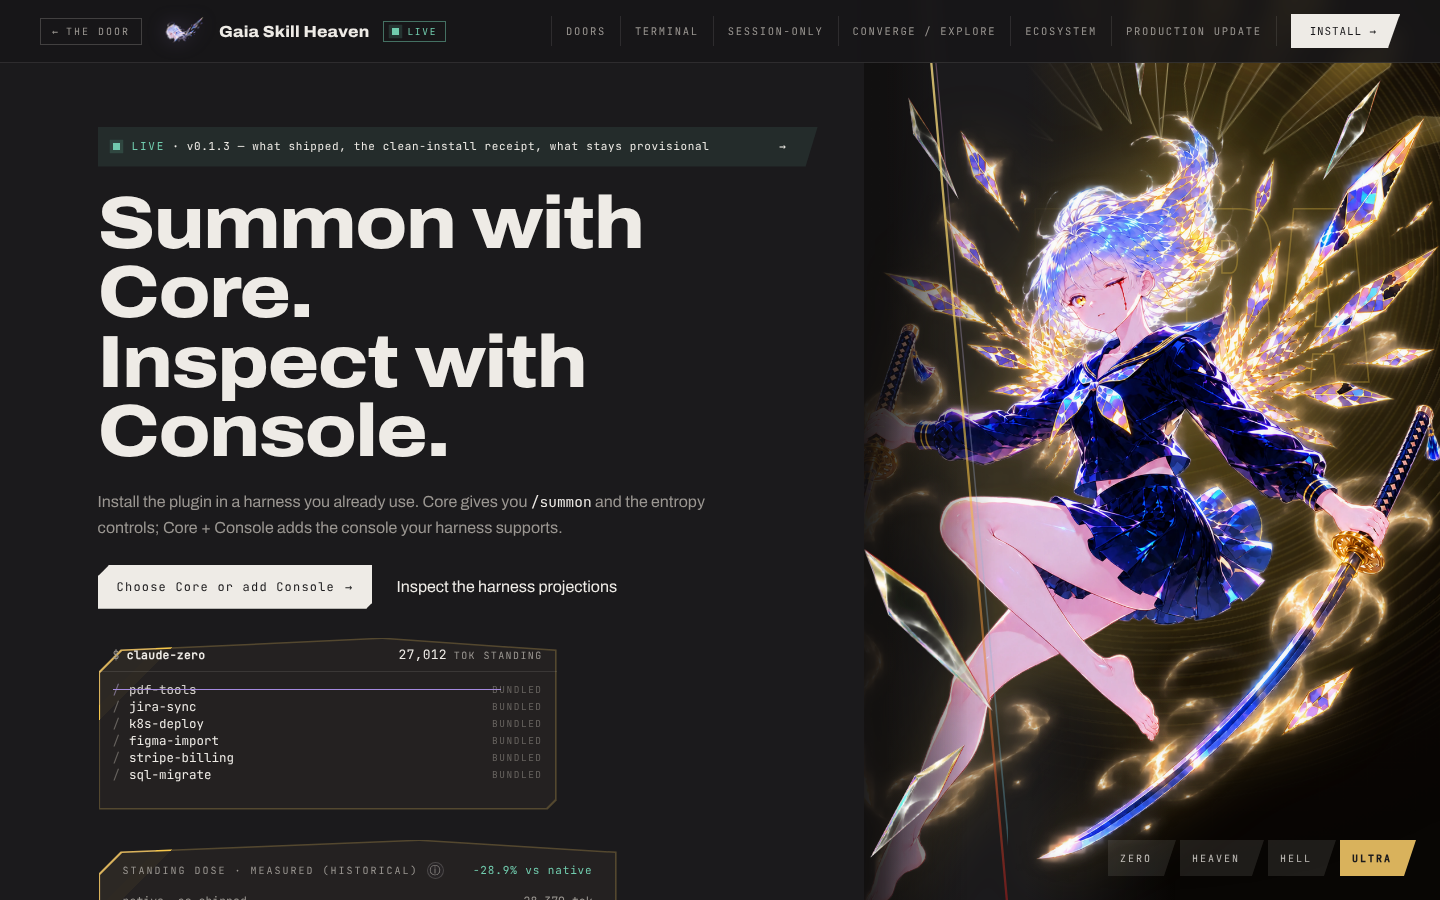 ← THE DOOR
Gaia Skill Heaven
LIVE
DOORS
TERMINAL
SESSION-ONLY
CONVERGE / EXPLORE
ECOSYSTEM
PRODUCTION UPDATE
INSTALL →
LIVE · v0.1.3 — what shipped, the clean-install receipt, what stays provisional →
Summon with
Core.
Inspect with
Console.
Install the plugin in a harness you already use. Core gives you /summon and the entropy
controls; Core + Console adds the console your harness supports.
Choose Core or add Console →
Inspect the harness projections
$ claude-zero 27,012 TOK STANDING
/ pdf-tools BUNDLED
/ jira-sync BUNDLED
/ k8s-deploy BUNDLED
/ figma-import BUNDLED
/ stripe-billing BUNDLED
/ sql-migrate BUNDLED
STANDING DOSE · MEASURED (HISTORICAL) ⓘ -28.9% vs native
ZERO
HEAVEN
HELL
ULTRA